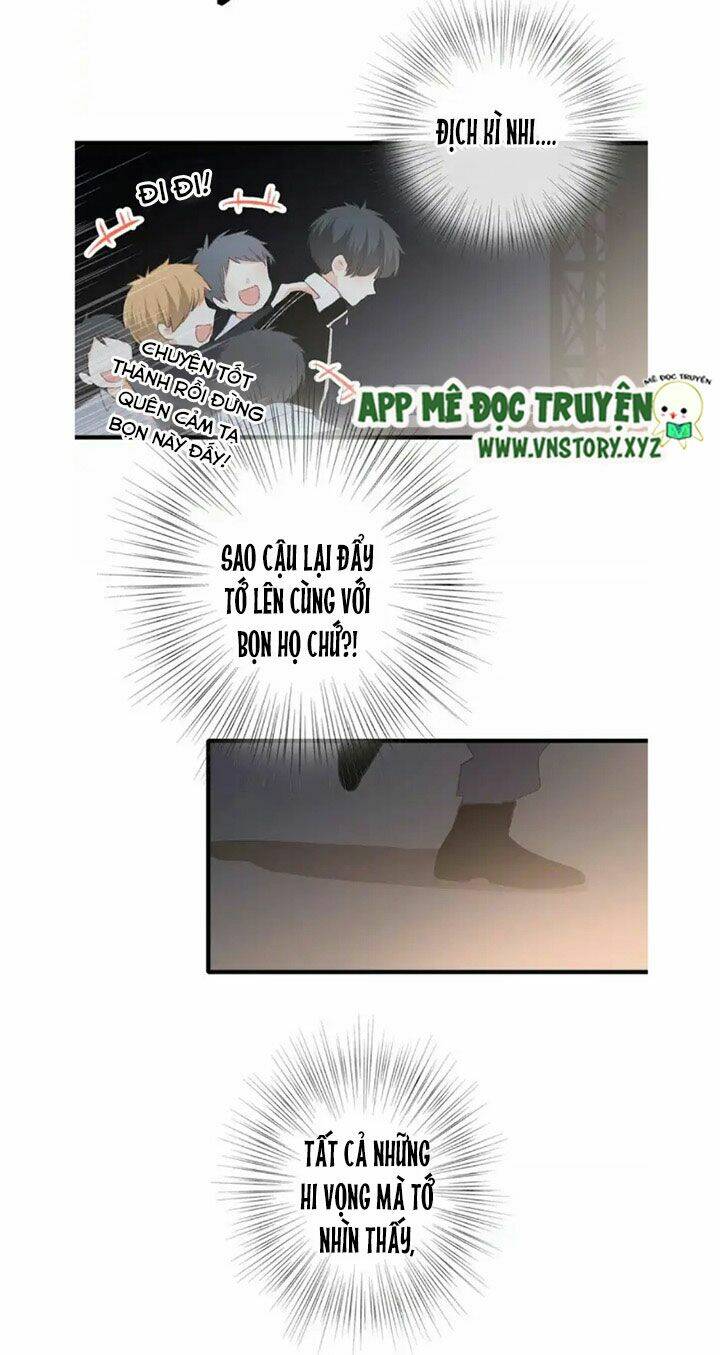 ĐỊCH KÌ NHI....
ĐI ĐI!
CHUYỆN TỐT
THÀNH RỒI ĐỪNG
QUÊN CẢM TẠ
BỌN NÀY ĐẤY!
MÊ ĐỌC TRUYỆN
APP MÊ ĐỌC TRUYỆN
WWW.VNSTORY.XYZ
SAO CẬU LẠI ĐẨY
TỚ LÊN CÙNG VỚI
BỌN HỌ CHỨ?!
TẤT CẢ NHỮNG
HI VỌNG MÀ TỚ
NHÌN THẤY,